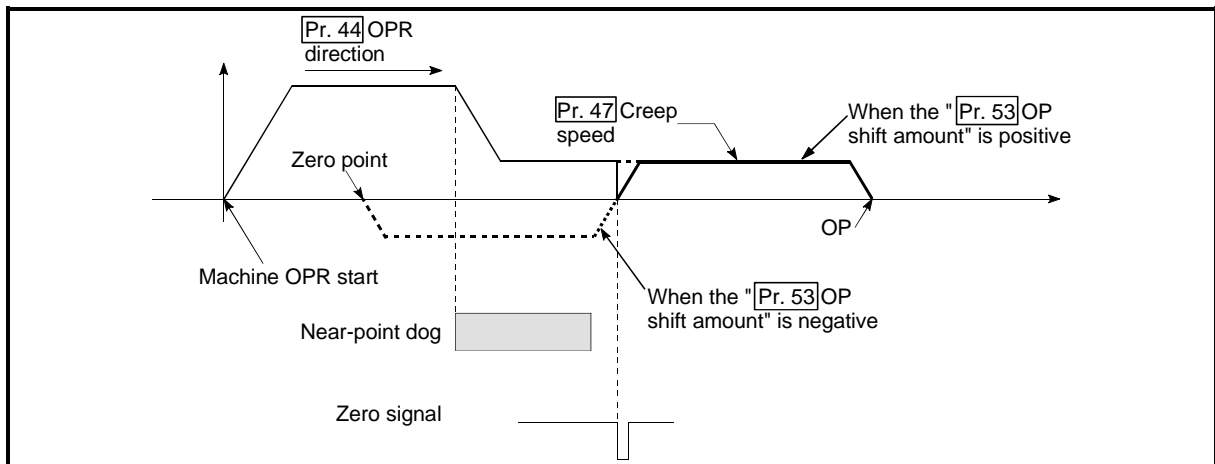 Pr. 44 OPR
direction
Pr. 47 Creep
speed
When the " Pr. 53 OP
shift amount" is positive
Zero point
OP
Machine OPR start
When the " Pr. 53 OP
shift amount" is negative
Near-point dog
Zero signal